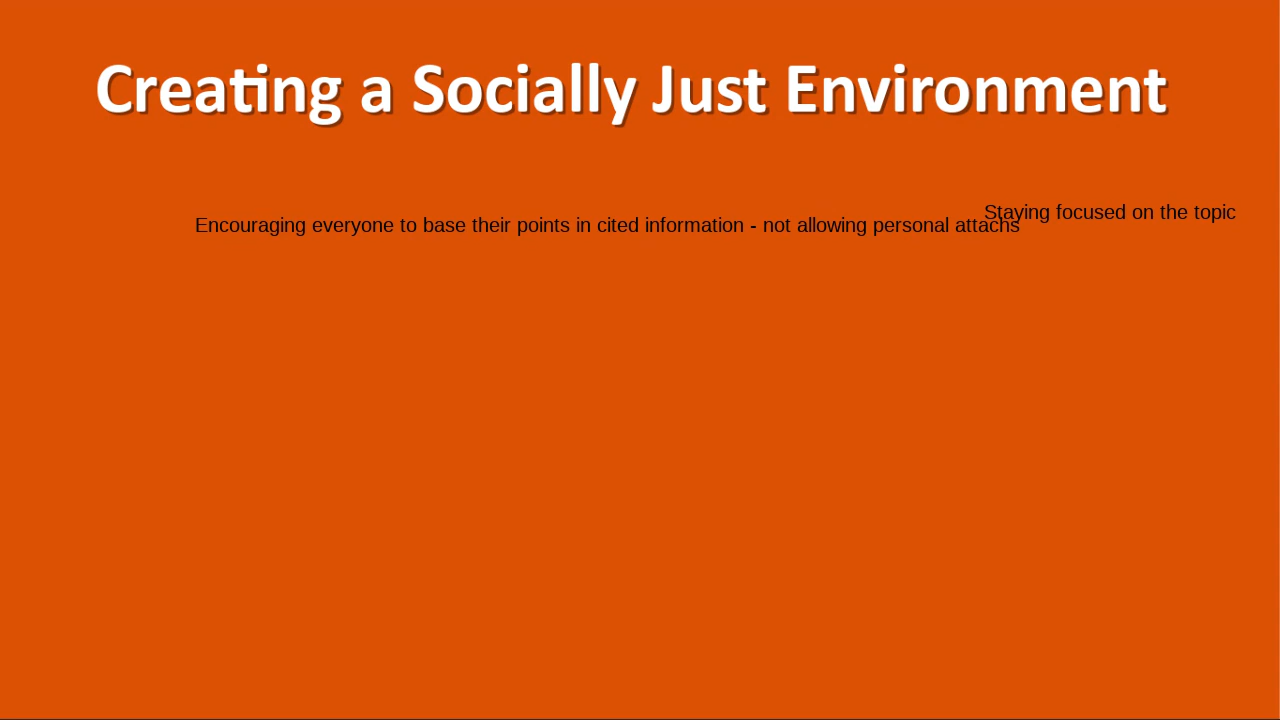 Creating a Socially Just Environment
Staying focused on the topic
Encouraging everyone to base their points in cited information - not allowing personal attachs